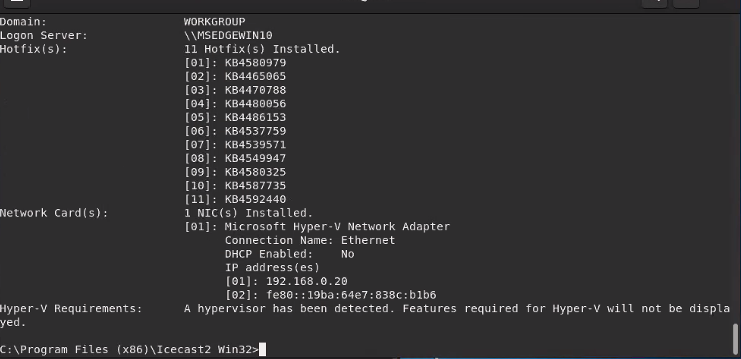 Domain:                    WORKGROUP
Logon Server:              \\MSEDGEWIN10
Hotfix(s):                 11 Hotfix(s) Installed.
                           [01]: KB4580979
                           [02]: KB4465065
                           [03]: KB4470788
                           [04]: KB4480056
                           [05]: KB4486153
                           [06]: KB4537759
                           [07]: KB4539571
                           [08]: KB4549947
                           [09]: KB4580325
                           [10]: KB4587735
                           [11]: KB4592440
Network Card(s):           1 NIC(s) Installed.
                           [01]: Microsoft Hyper-V Network Adapter
                                 Connection Name: Ethernet
                                 DHCP Enabled:    No
                                 IP address(es)
                                 [01]: 192.168.0.20
                                 [02]: fe80::19ba:64e7:838c:b1b6
Hyper-V Requirements:      A hypervisor has been detected. Features required for Hyper-V will not be displa
yed.
C:\Program Files (x86)\Icecast2 Win32>